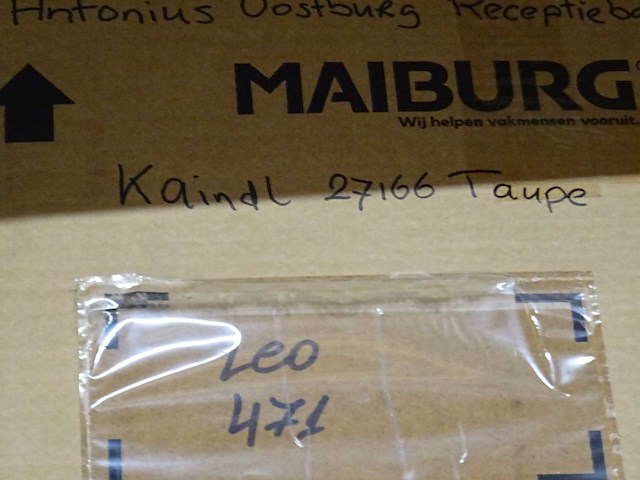 Antonius Oostburg Receptieba
MAIBURG
Wij helpen vakmensen vooruit.
Kaindl 27166 Taupe
Leo
471